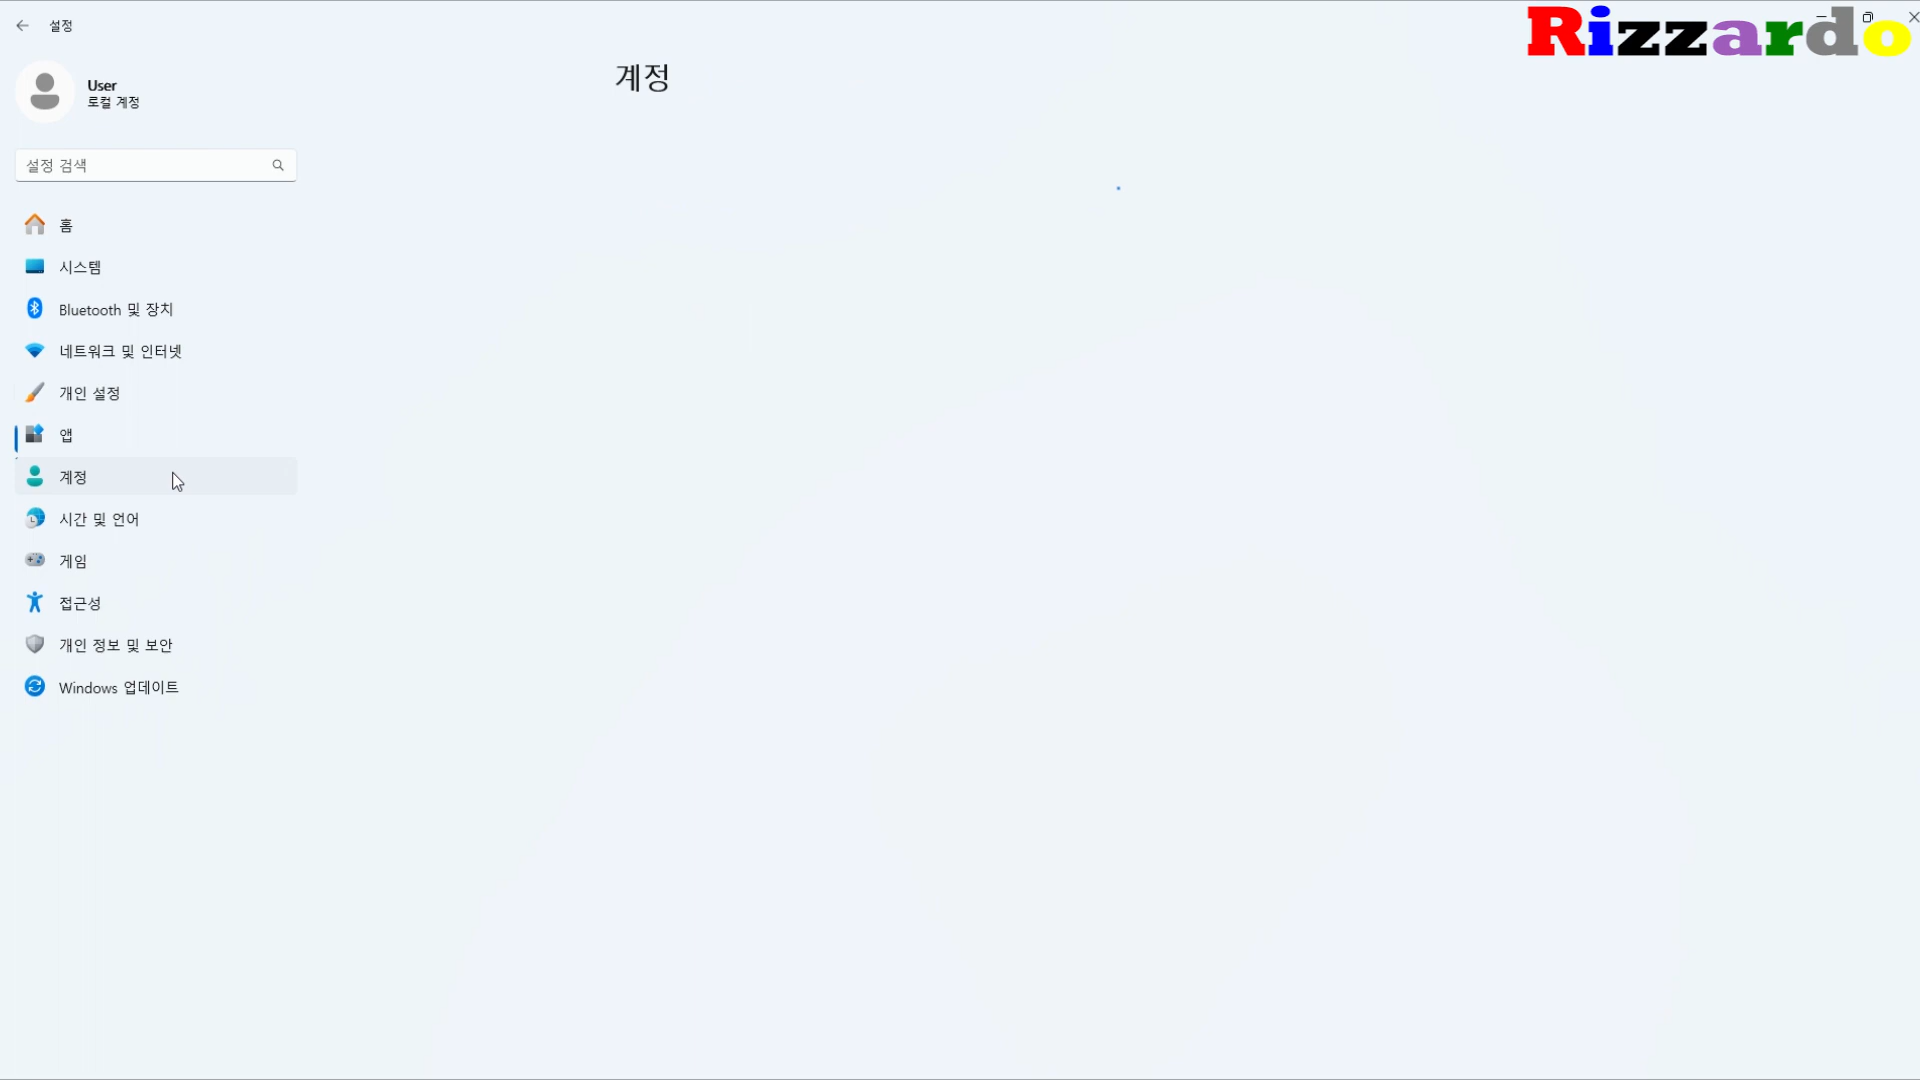 설정
Rizzardo
User
로컬 계정
계정
설정 검색
홈
시스템
Bluetooth 및 장치
네트워크 및 인터넷
개인 설정
앱
계정
시간 및 언어
게임
접근성
개인 정보 및 보안
Windows 업데이트